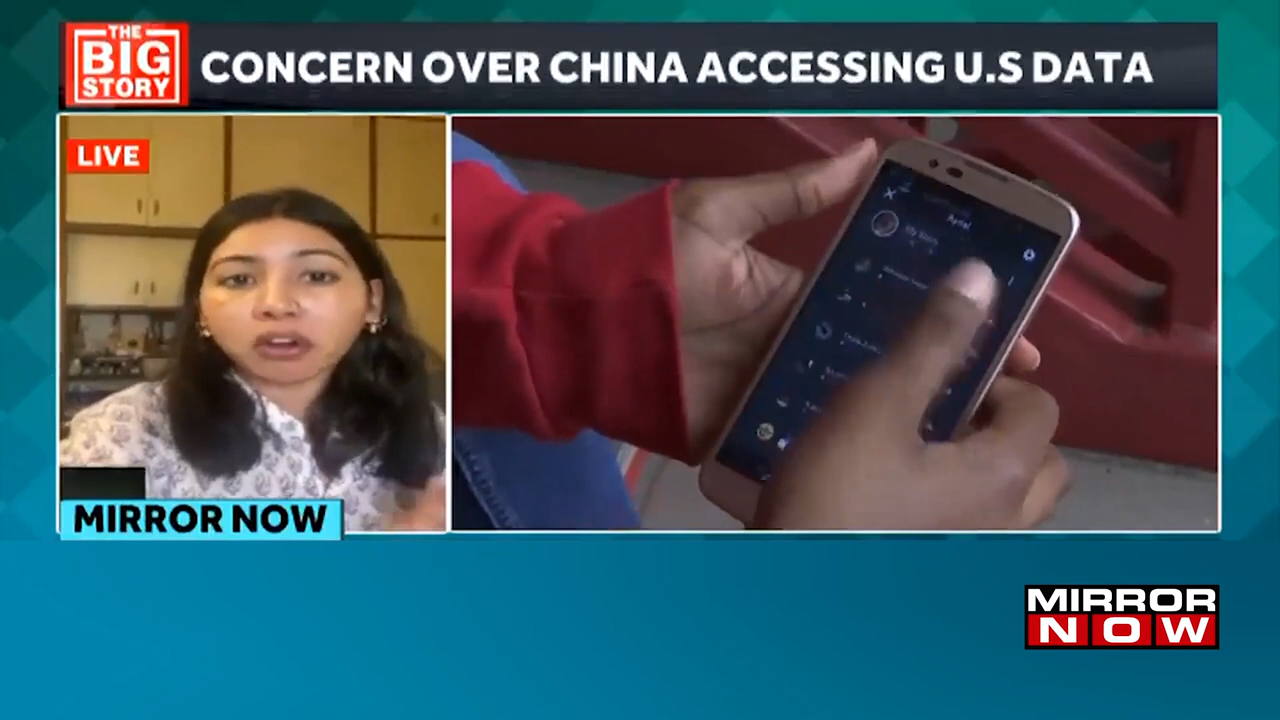 THE
BIG
STORY
CONCERN OVER CHINA ACCESSING U.S DATA
LIVE
MIRROR NOW
MIRROR
NOW